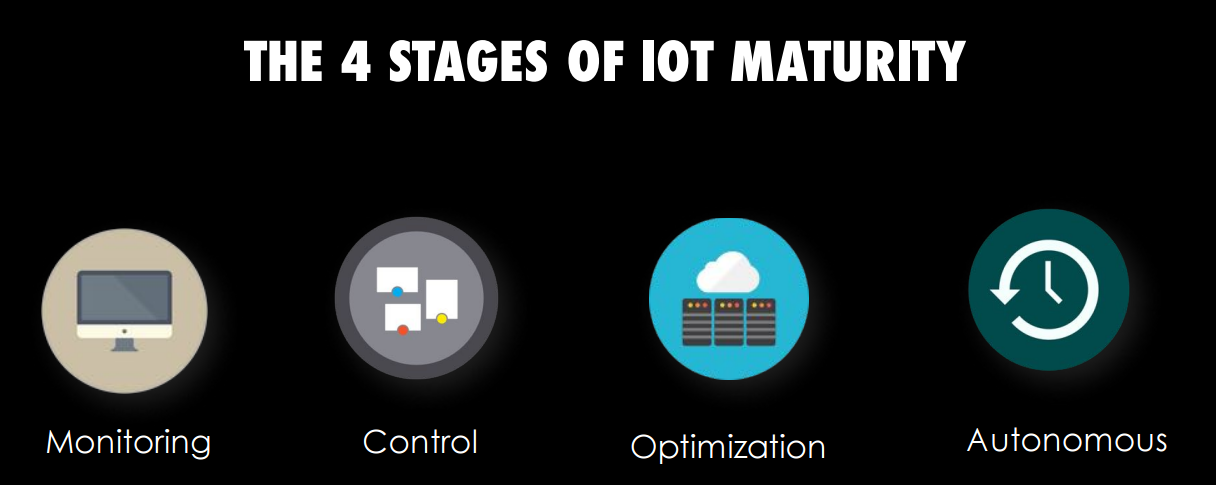 THE 4 STAGES OF IOT MATURITY
Monitoring
Control
Optimization
Autonomous